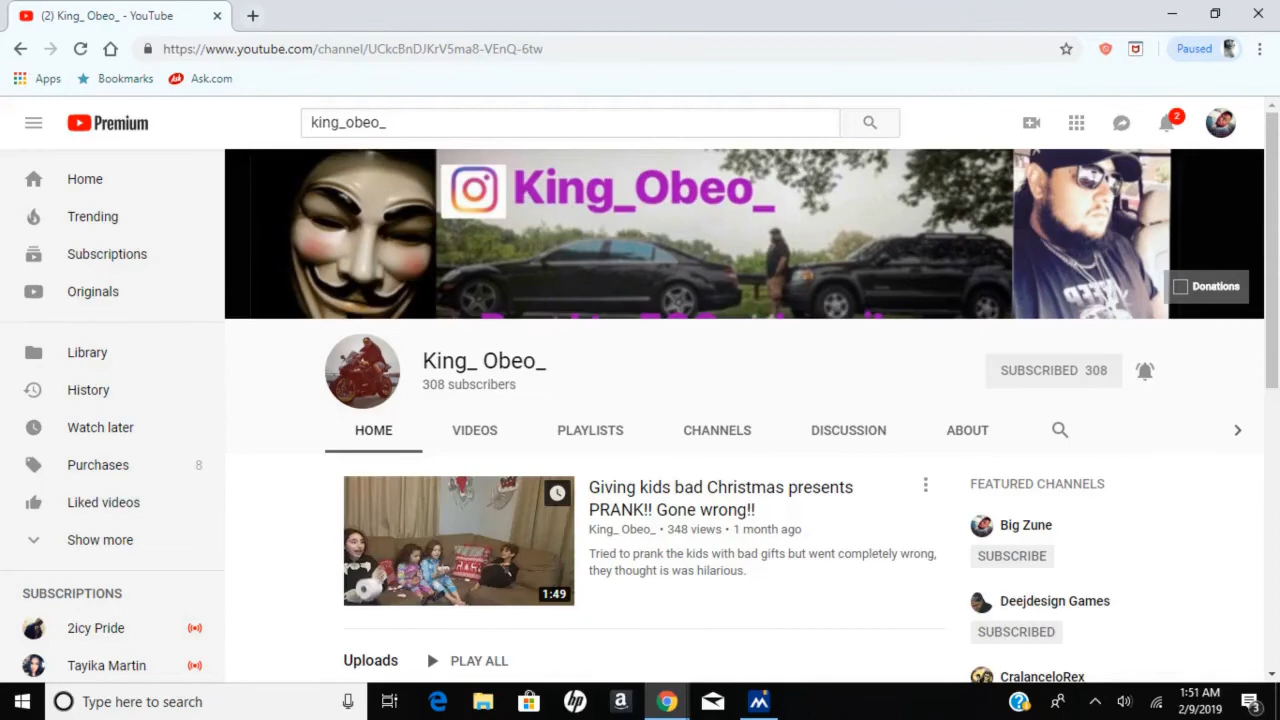 (2) King_ Obeo_ - YouTube
https://www.youtube.com/channel/UCkcBnDJKrV5ma8-VEnQ-6tw
Paused
Apps
Bookmarks
Ask.com
Premium
king_obeo_
2
Home
Trending
Subscriptions
Originals
Library
History
Watch later
Purchases 8
Liked videos
Show more
SUBSCRIPTIONS
2icy Pride
Tayika Martin
King_Obeo_
Donations
King_ Obeo_
308 subscribers
SUBSCRIBED 308
HOME VIDEOS PLAYLISTS CHANNELS DISCUSSION ABOUT
1:49
Giving kids bad Christmas presents
PRANK!! Gone wrong!!
King_ Obeo_ • 348 views • 1 month ago
Tried to prank the kids with bad gifts but went completely wrong,
they thought is was hilarious.
Uploads PLAY ALL
FEATURED CHANNELS
Big Zune
SUBSCRIBE
Deejdesign Games
SUBSCRIBED
CralanceloRex
Type here to search
hp
1:51 AM
2/9/2019
3